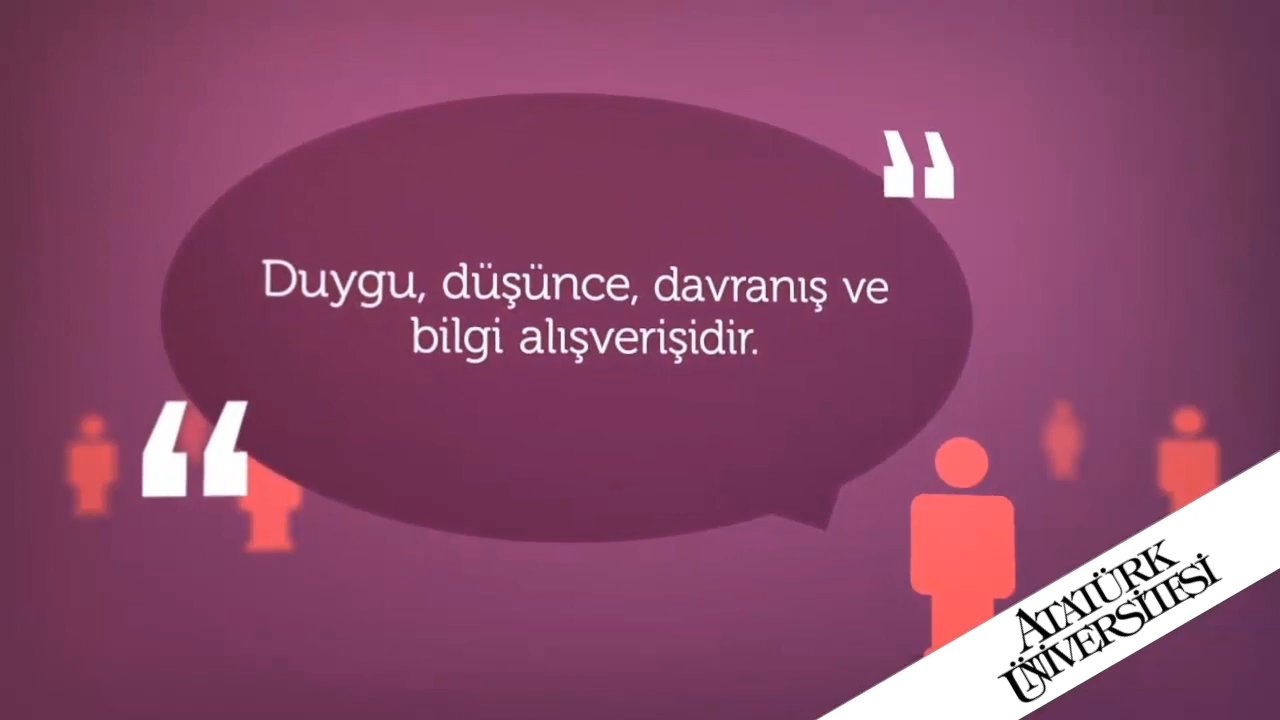 Duygu, düşünce, davranış ve
bilgi alışverişidir.
ATATÜRK
ÜNİVERSİTESİ